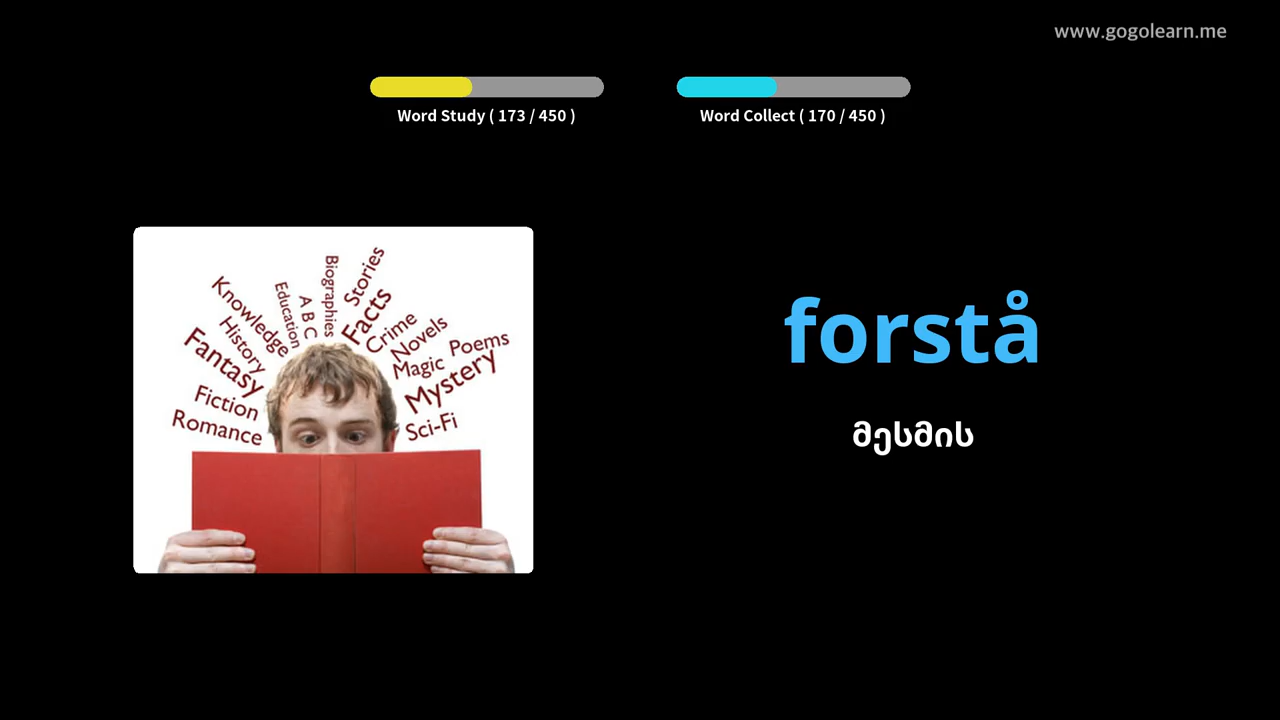 www.gogolearn.me
Word Study ( 173 / 450 )
Word Collect ( 170 / 450 )
Biographies
Stories
Education
A B C
Facts
Knowledge
Crime
History
Novels
Fantasy
Magic
Poems
Mystery
Fiction
Romance
Sci-Fi
forstå
მესმის